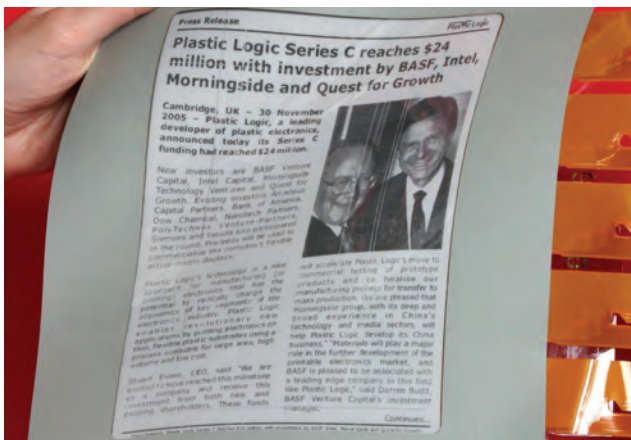 Press Release
Plastic Logic
Plastic Logic Series C reaches $24
million with investment by BASF, Intel,
Morningside and Quest for Growth
Cambridge, UK – 30 November
2005 – Plastic Logic, a leading
developer of plastic electronics,
announced today its Series C
funding had reached $24 million.
New investors are BASF Venture
Capital, Intel Capital, Morningside
Technology Ventures and Quest for
Growth. Existing investors Amadeus
Capital Partners, Bank of America,
Dow Chemical, Nanotech Partners,
PolyTechnos Venture Partners,
Siemens and Yasuda also participated
in the round. Proceeds will be used to
commercialise the company's flexible
active-matrix displays.
Plastic Logic's technology is a new
approach for manufacturing (or
printing) electronics that has the
potential to radically change the
economics of key segments of the
electronics industry. Plastic Logic
enables revolutionary new
applications by printing electronics on
thin, flexible plastic substrates using a
process scalable for large area, high
volume and low cost.
Stuart Evans, CEO, said "We are
excited to have reached this milestone
as a company and receive this
investment from both new and
existing shareholders. These funds
will accelerate Plastic Logic's move to
commercial testing of prototype
products and to finalise our
manufacturing process for transfer to
mass production. We are pleased that
Morningside group, with its deep and
broad experience in China's
technology and media sectors, will
help Plastic Logic develop its China
business." "Materials will play a major
role in the further development of the
printable electronics market, and
BASF is pleased to be associated with
a leading edge company in this field
like Plastic Logic," said Darren Budd,
BASF Venture Capital's investment
manager.
Continues...